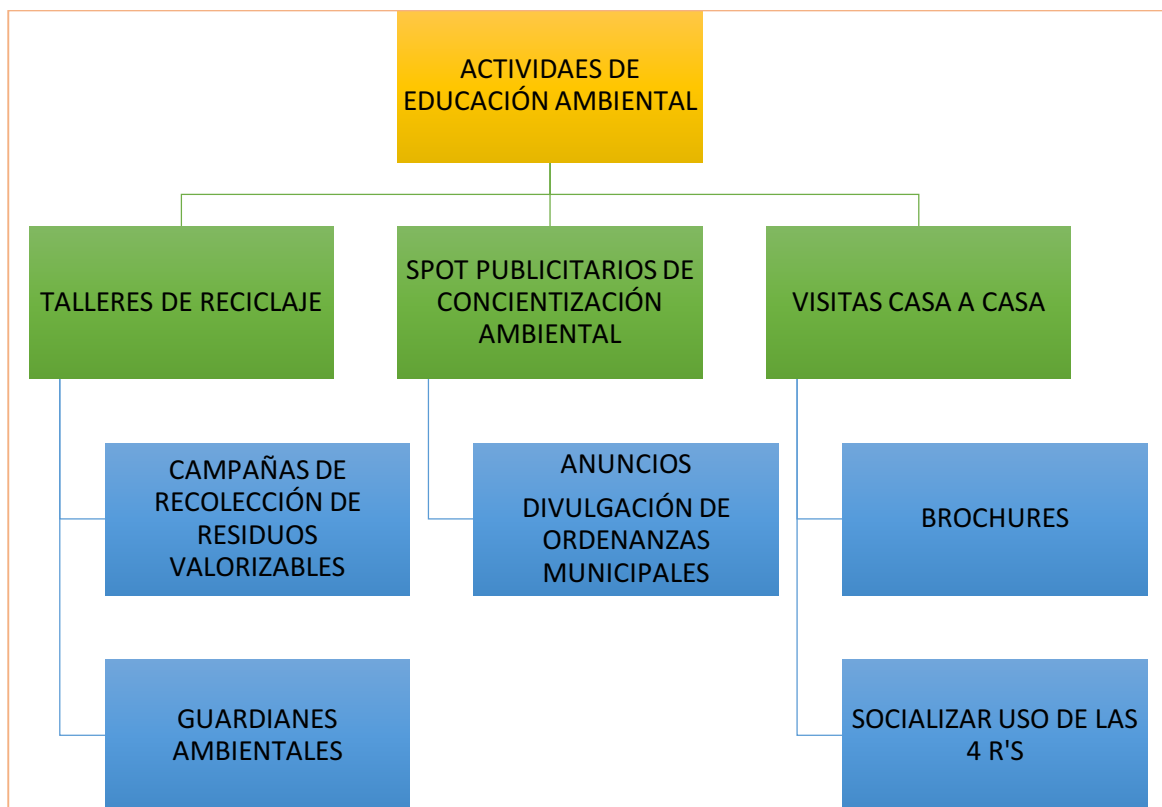 ACTIVIDAES DE
EDUCACIÓN AMBIENTAL
TALLERES DE RECICLAJE
SPOT PUBLICITARIOS DE
CONCIENTIZACIÓN
AMBIENTAL
VISITAS CASA A CASA
CAMPAÑAS DE
RECOLECCIÓN DE
RESIDUOS
VALORIZABLES
ANUNCIOS
DIVULGACIÓN DE
ORDENANZAS
MUNICIPALES
BROCHURES
GUARDIANES
AMBIENTALES
SOCIALIZAR USO DE LAS
4 R'S